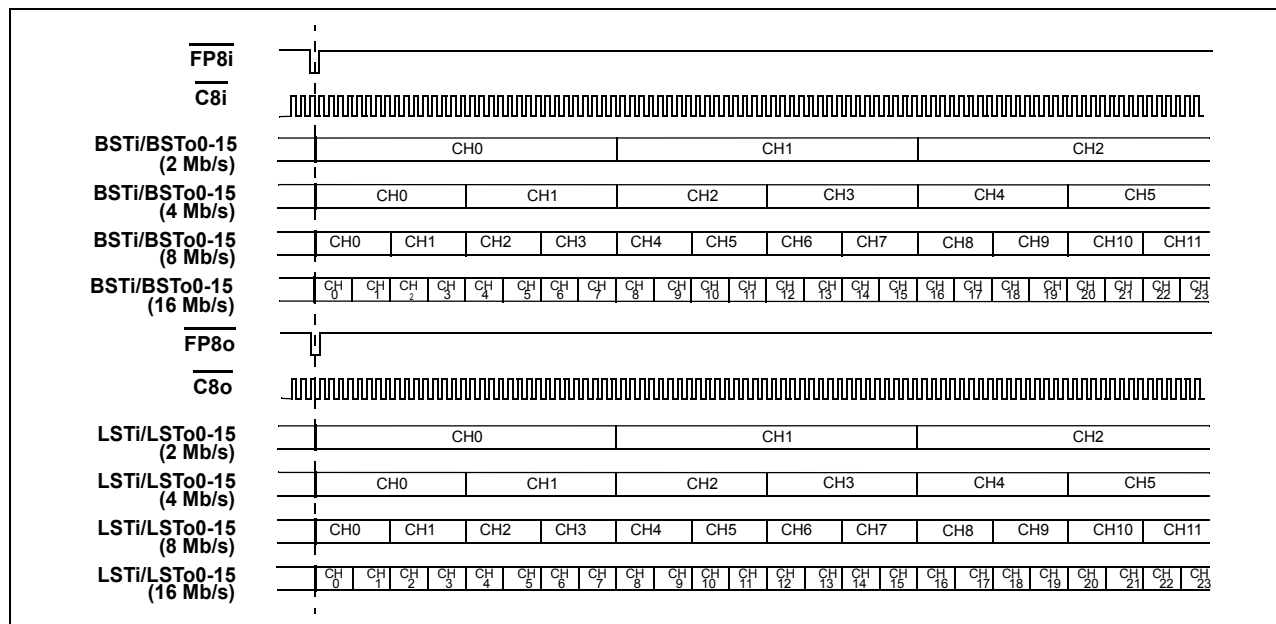 FP8i
C8i
BSTi/BSTo0-15
(2 Mb/s)
CH0 CH1 CH2
BSTi/BSTo0-15
(4 Mb/s)
CH0 CH1 CH2 CH3 CH4 CH5
BSTi/BSTo0-15
(8 Mb/s)
CH0 CH1 CH2 CH3 CH4 CH5 CH6 CH7 CH8 CH9 CH10 CH11
BSTi/BSTo0-15
(16 Mb/s)
CH CH CH CH CH CH CH CH CH CH CH CH CH CH CH CH CH CH CH CH CH CH CH CH
0 1 2 3 4 5 6 7 8 9 10 11 12 13 14 15 16 17 18 19 20 21 22 23
FP8o
C8o
LSTi/LSTo0-15
(2 Mb/s)
CH0 CH1 CH2
LSTi/LSTo0-15
(4 Mb/s)
CH0 CH1 CH2 CH3 CH4 CH5
LSTi/LSTo0-15
(8 Mb/s)
CH0 CH1 CH2 CH3 CH4 CH5 CH6 CH7 CH8 CH9 CH10 CH11
LSTi/LSTo0-15
(16 Mb/s)
CH CH CH CH CH CH CH CH CH CH CH CH CH CH CH CH CH CH CH CH CH CH CH CH
0 1 2 3 4 5 6 7 8 9 10 11 12 13 14 15 16 17 18 19 20 21 22 23